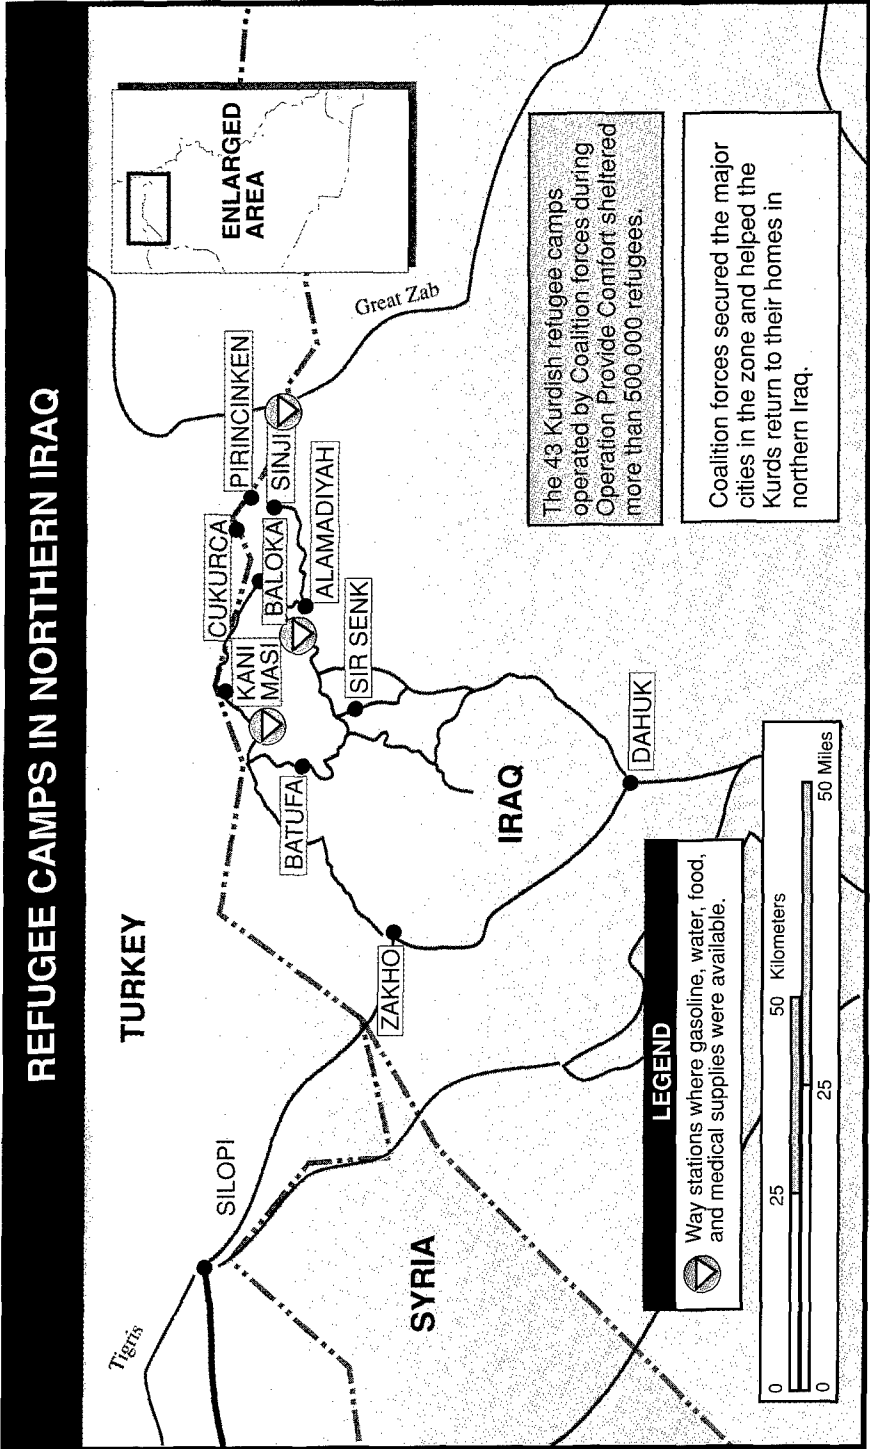 REFUGEE CAMPS IN NORTHERN IRAQ
Tigris
SILOPI
TURKEY
SYRIA
ZAKHO
BATUFA
KANI
MASI
CUKURCA
BALOKA
PIRINCINKEN
SINJI
ALAMADIYAH
SIR SENK
IRAQ
DAHUK
Great Zab
ENLARGED
AREA
The 43 Kurdish refugee camps
operated by Coalition forces during
Operation Provide Comfort sheltered
more than 500,000 refugees.
Coalition forces secured the major
cities in the zone and helped the
Kurds return to their homes in
northern Iraq.
LEGEND
Way stations where gasoline, water, food,
and medical supplies were available.
0 25 50 Kilometers
0 25 50 Miles